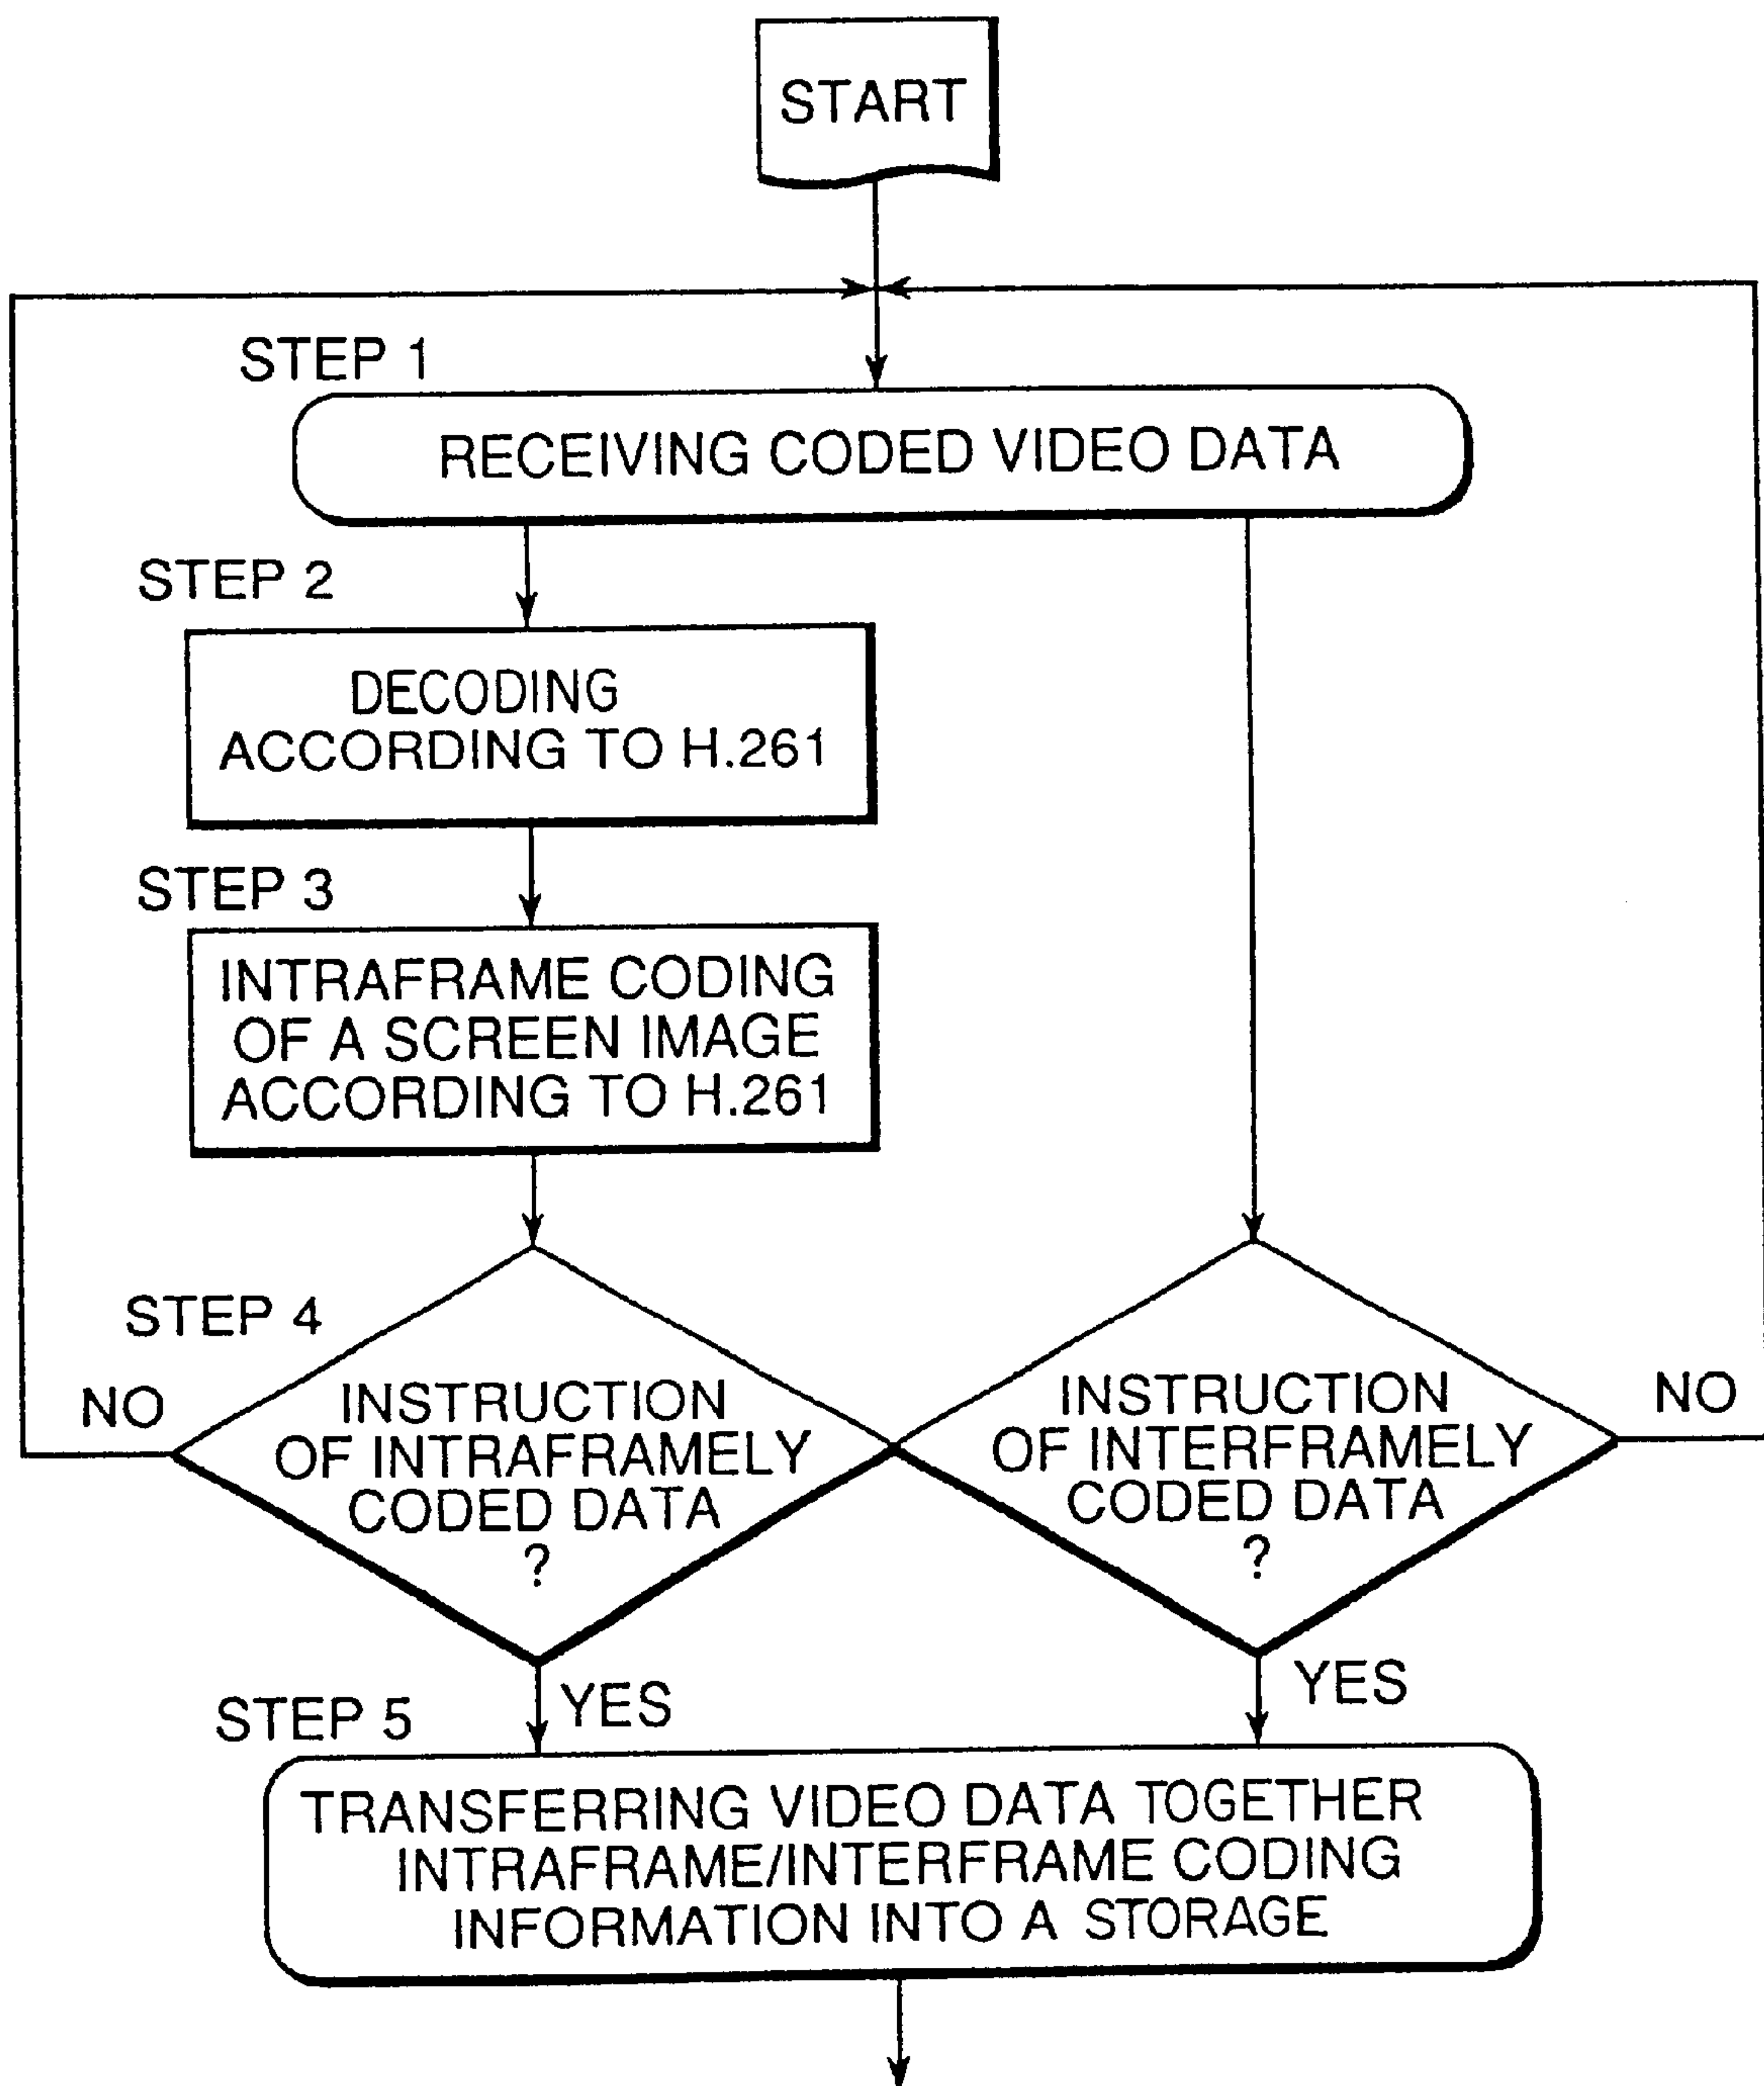 START
STEP 1
RECEIVING CODED VIDEO DATA
STEP 2
DECODING
ACCORDING TO H.261
STEP 3
INTRAFRAME CODING
OF A SCREEN IMAGE
ACCORDING TO H.261
STEP 4
NO
INSTRUCTION
OF INTRAFRAMELY
CODED DATA
?
INSTRUCTION
OF INTERFRAMELY
CODED DATA
?
NO
STEP 5
YES
YES
TRANSFERRING VIDEO DATA TOGETHER
INTRAFRAME/INTERFRAME CODING
INFORMATION INTO A STORAGE